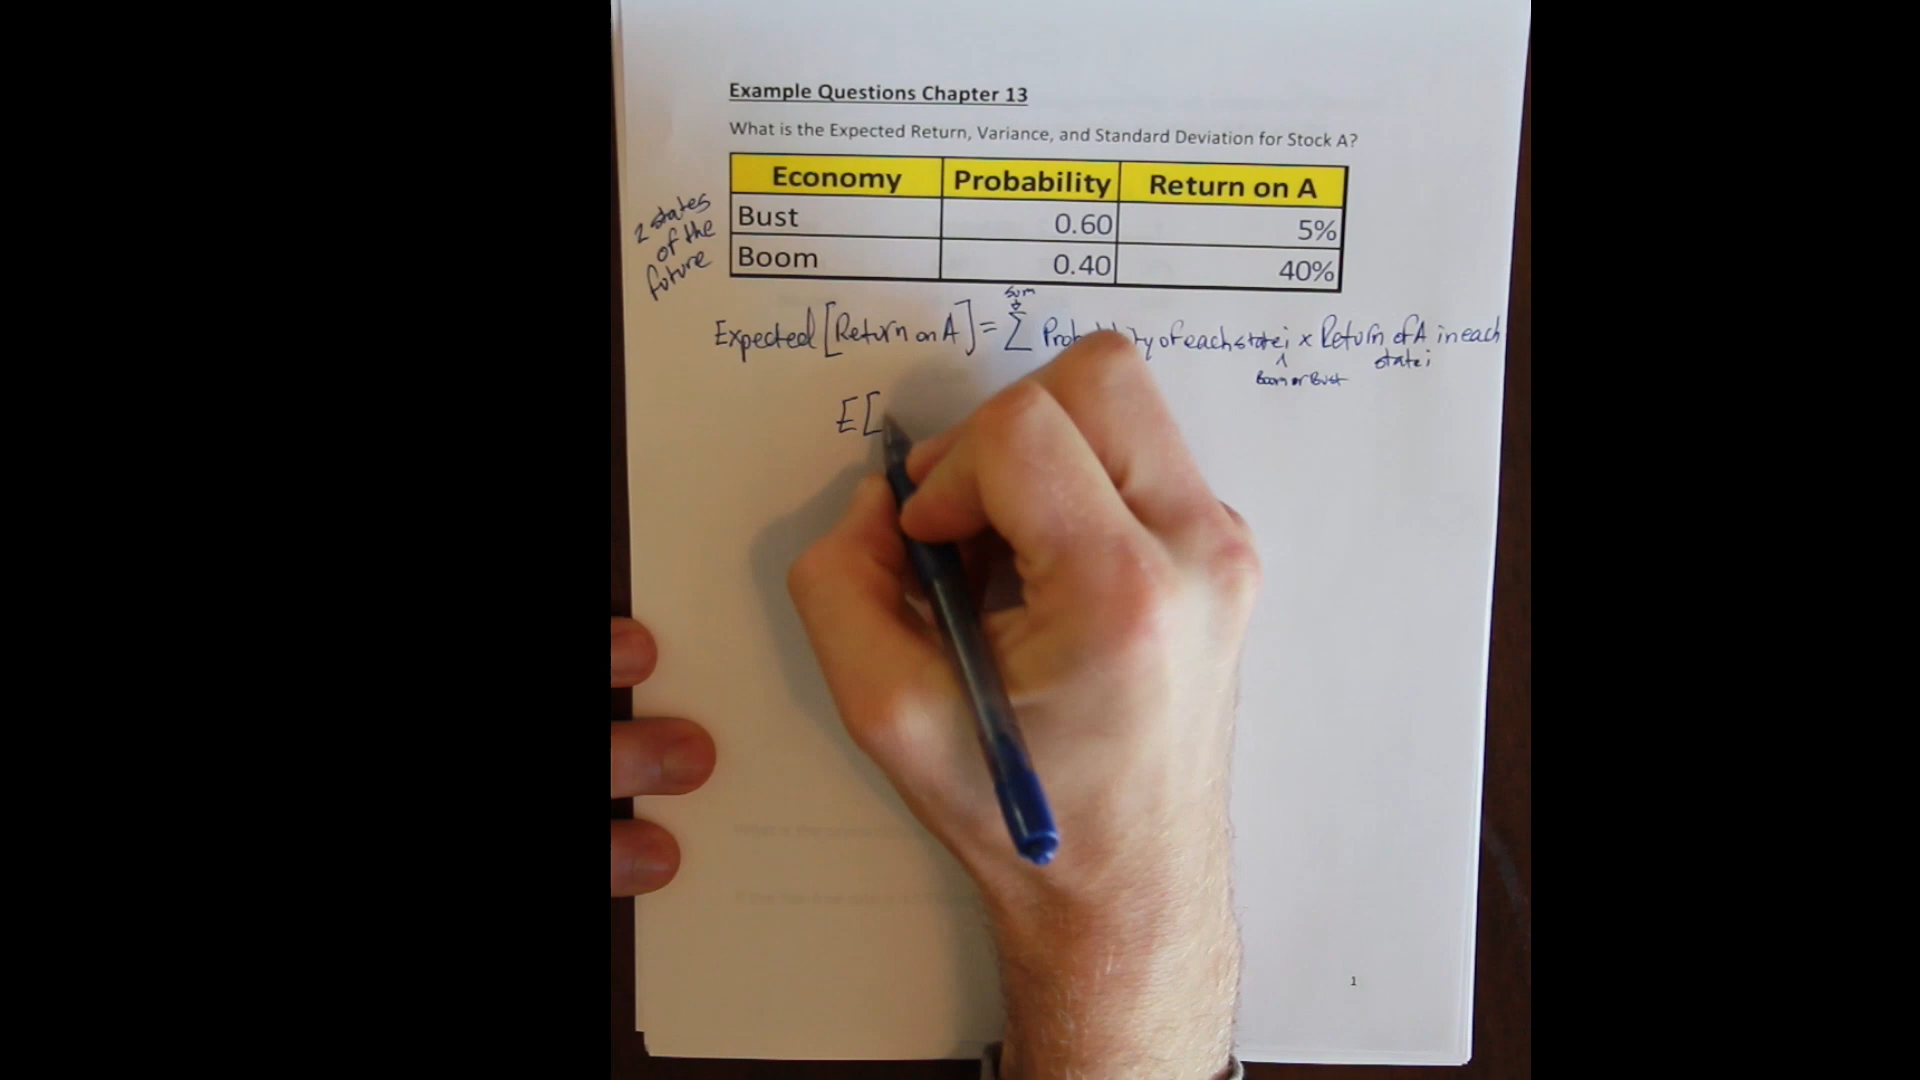 Example Questions Chapter 13
What is the Expected Return, Variance, and Standard Deviation for Stock A?
Economy Probability Return on A
Bust 0.60 5%
Boom 0.40 40%
2 states
of the
future
sum
Expected [Return on A] = Σ of each state i x Return of A in each
state i
Boom or Bust
E[
1